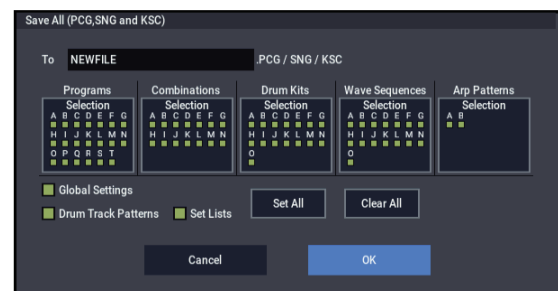 Save All (PCG,SNG and KSC)
To NEWFILE .PCG / SNG / KSC
Programs Combinations Drum Kits Wave Sequences Arp Patterns
Selection Selection Selection Selection Selection
A B C D E F G A B C D E F G A B C D E F G A B C D E F G A B
H I J K L M N H I J K L M N H I J K L M N H I J K L M N
O P Q R S T O O
Global Settings
Drum Track Patterns Set Lists Set All Clear All
Cancel OK